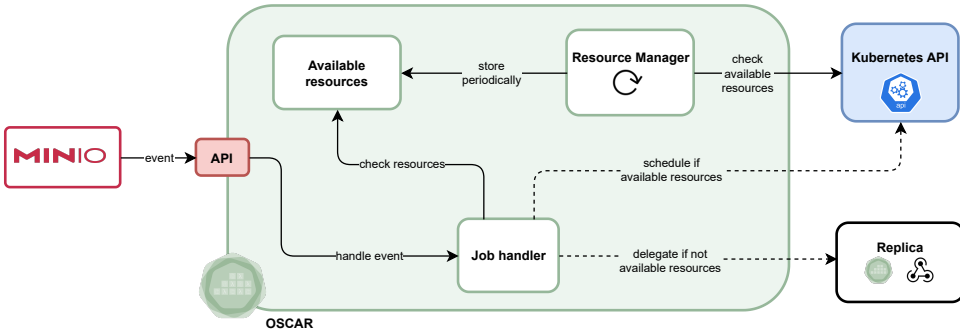 Available
resources
store
periodically
Resource Manager
check
available
resources
Kubernetes API
api
MINIO
event
API
check resources
schedule if
available resources
handle event
Job handler
delegate if not
available resources
Replica
OSCAR